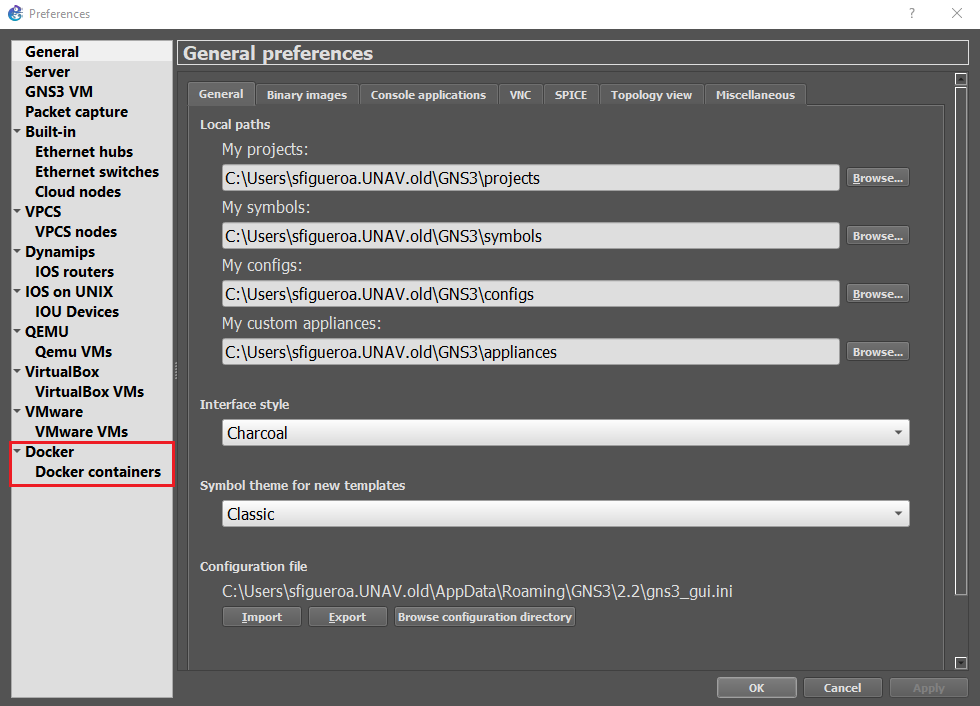 Preferences
?
General
Server
GNS3 VM
Packet capture
Built-in
Ethernet hubs
Ethernet switches
Cloud nodes
VPCS
VPCS nodes
Dynamips
IOS routers
IOS on UNIX
IOU Devices
QEMU
Qemu VMs
VirtualBox
VirtualBox VMs
VMware
VMware VMs
Docker
Docker containers
General preferences
General Binary images Console applications VNC SPICE Topology view Miscellaneous
Local paths
My projects:
C:\Users\sfigueroa.UNAV.old\GNS3\projects Browse...
My symbols:
C:\Users\sfigueroa.UNAV.old\GNS3\symbols Browse...
My configs:
C:\Users\sfigueroa.UNAV.old\GNS3\configs Browse...
My custom appliances:
C:\Users\sfigueroa.UNAV.old\GNS3\appliances Browse...
Interface style
Charcoal
Symbol theme for new templates
Classic
Configuration file
C:\Users\sfigueroa.UNAV.old\AppData\Roaming\GNS3\2.2\gns3_gui.ini
Import Export Browse configuration directory
OK Cancel Apply